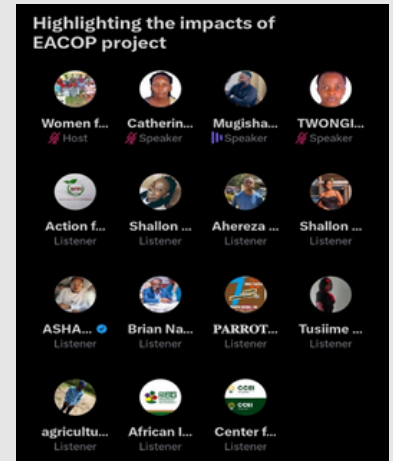 Highlighting the impacts of
EACOP project
Women f... Catherin... Mugisha... TWONGI...
Host Speaker Speaker Speaker
Action f... Shallon ... Ahereza ... Shallon ...
Listener Listener Listener Listener
ASHA... Brian Na... PARROT... Tusiime ...
Listener Listener Listener Listener
agricultu... African I... Center f...
Listener Listener Listener